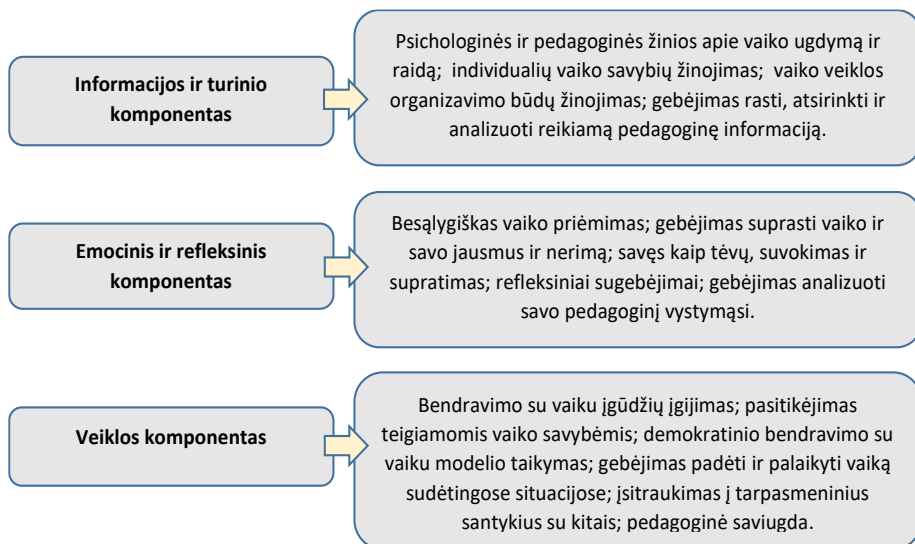 Informacijos ir turinio
komponentas
Psichologinės ir pedagoginės žinios apie vaiko ugdymą ir
raidą; individualių vaiko savybių žinojimas; vaiko veiklos
organizavimo būdų žinojimas; gebėjimas rasti, atsirinkti ir
analizuoti reikiamą pedagoginę informaciją.
Emocinis ir refleksinis
komponentas
Besąlygiškas vaiko priėmimas; gebėjimas suprasti vaiko ir
savo jausmus ir nerimą; savęs kaip tėvų, suvokimas ir
supratimas; refleksiniai sugebėjimai; gebėjimas analizuoti
savo pedagoginį vystymąsi.
Veiklos komponentas
Bendravimo su vaiku įgūdžių įgijimas; pasitikėjimas
teigiamomis vaiko savybėmis; demokratinio bendravimo su
vaiku modelio taikymas; gebėjimas padėti ir palaikyti vaiką
sudėtingose situacijose; įsitraukimas į tarpasmeninius
santykius su kitais; pedagoginė saviugda.